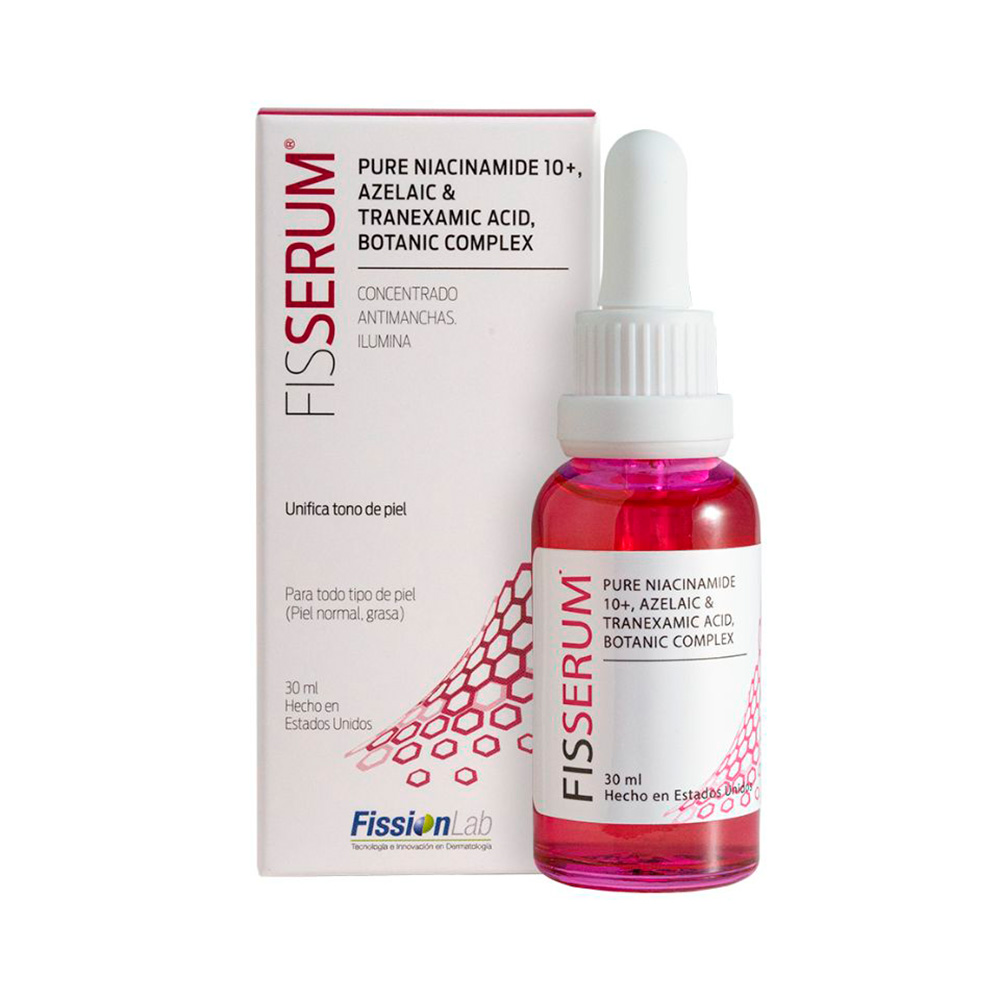 FISSERUM®
PURE NIACINAMIDE 10+,
AZELAIC &
TRANEXAMIC ACID,
BOTANIC COMPLEX
CONCENTRADO
ANTIMANCHAS.
ILUMINA
Unifica tono de piel
Para todo tipo de piel
(Piel normal, grasa)
30 ml
Hecho en
Estados Unidos
FissionLab
Tecnología e Innovación en Dermatología
FISSERUM
PURE NIACINAMIDE
10+, AZELAIC &
TRANEXAMIC ACID,
BOTANIC COMPLEX
30 ml
Hecho en Estados Unidos